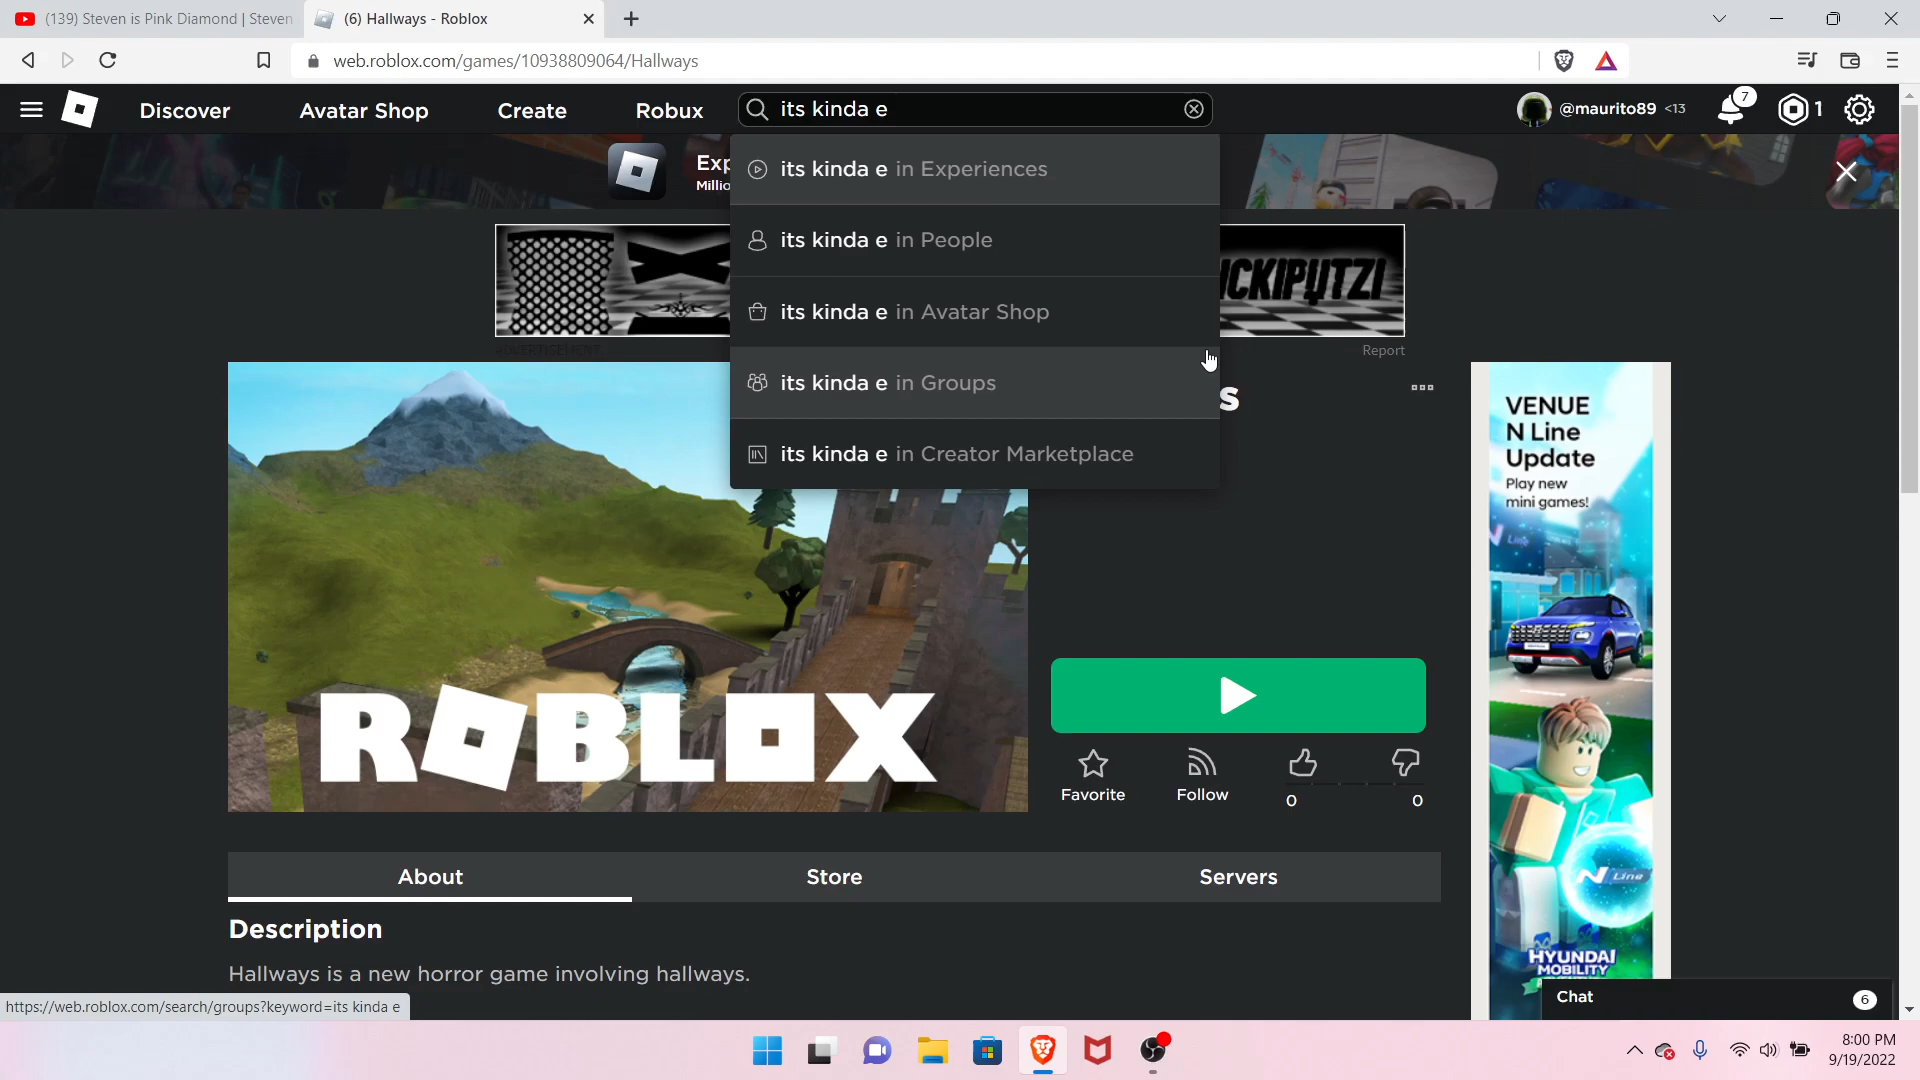 (139) Steven is Pink Diamond | Steven
(6) Hallways - Roblox
web.roblox.com/games/10938809064/Hallways
Discover
Avatar Shop
Create
Robux
its kinda e
@maurito89 <13
7
1
Exp
Millio
its kinda e in Experiences
its kinda e in People
its kinda e in Avatar Shop
its kinda e in Groups
its kinda e in Creator Marketplace
ICKIPUTZI
ADVERTISEMENT
Report
s
ROBLOX
Favorite
Follow
0
0
VENUE
N Line
Update
Play new
mini games!
N Line
HYUNDAI
MOBILITY
About
Store
Servers
Description
Hallways is a new horror game involving hallways.
https://web.roblox.com/search/groups?keyword=its kinda e
Chat
6
8:00 PM
9/19/2022